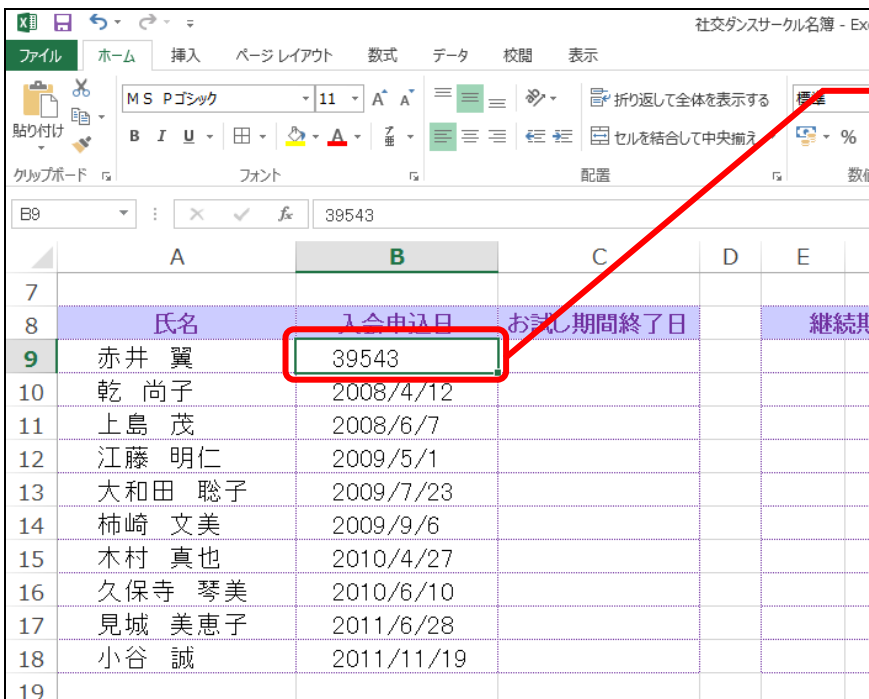 社交ダンスサークル名簿 - Ex
ファイル ホーム 挿入 ページ レイアウト 数式 データ 校閲 表示
ＭＳ Ｐゴシック 11 A A 折り返して全体を表示する 標準
貼り付け B I U A セルを結合して中央揃え %
クリップボード フォント 配置 数値
B9 fx 39543
A B C D E
7
8 氏名 入会申込日 お試し期間終了日 継続期
9 赤井 翼 39543
10 乾 尚子 2008/4/12
11 上島 茂 2008/6/7
12 江藤 明仁 2009/5/1
13 大和田 聡子 2009/7/23
14 柿崎 文美 2009/9/6
15 木村 真也 2010/4/27
16 久保寺 琴美 2010/6/10
17 見城 美恵子 2011/6/28
18 小谷 誠 2011/11/19
19